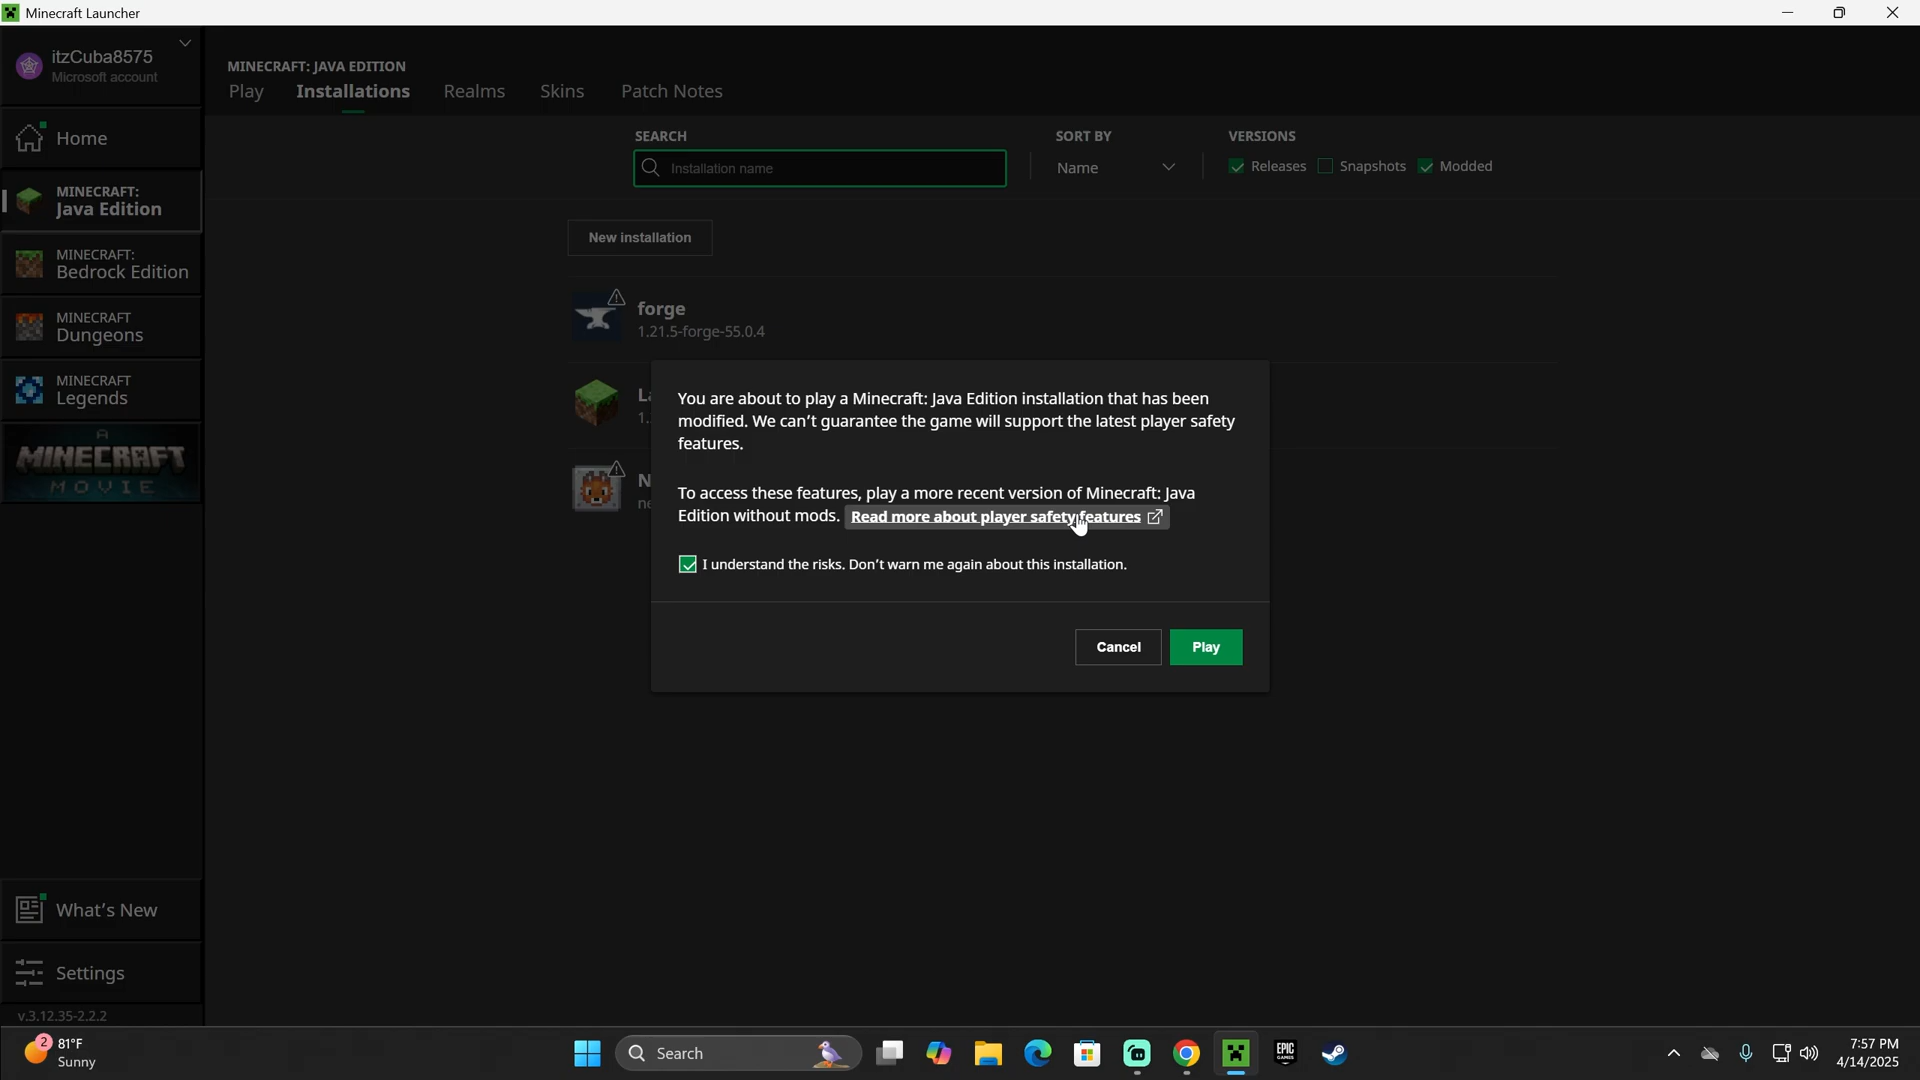 Minecraft Launcher
itzCuba8575
Microsoft account
MINECRAFT: JAVA EDITION
Play Installations Realms Skins Patch Notes
Home
MINECRAFT:
Java Edition
MINECRAFT:
Bedrock Edition
MINECRAFT
Dungeons
MINECRAFT
Legends
A
MINECRAFT
MOVIE
What's New
Settings
v.3.12.35-2.2.2
SEARCH
Installation name
SORT BY
Name
VERSIONS
Releases Snapshots Modded
New installation
forge
1.21.5-forge-55.0.4
La
1.
N
ne
You are about to play a Minecraft: Java Edition installation that has been
modified. We can't guarantee the game will support the latest player safety
features.
To access these features, play a more recent version of Minecraft: Java
Edition without mods. Read more about player safety features
I understand the risks. Don't warn me again about this installation.
Cancel Play
2
81°F
Sunny
Search
EPIC
GAMES
7:57 PM
4/14/2025